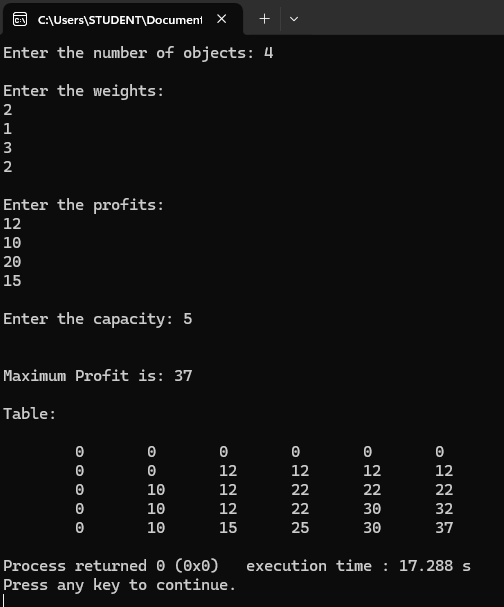 C:\Users\STUDENT\Document
Enter the number of objects: 4
Enter the weights:
2
1
3
2
Enter the profits:
12
10
20
15
Enter the capacity: 5
Maximum Profit is: 37
Table:
0 0 0 0 0 0
0 0 12 12 12 12
0 10 12 22 22 22
0 10 12 22 30 32
0 10 15 25 30 37
Process returned 0 (0x0) execution time : 17.288 s
Press any key to continue.